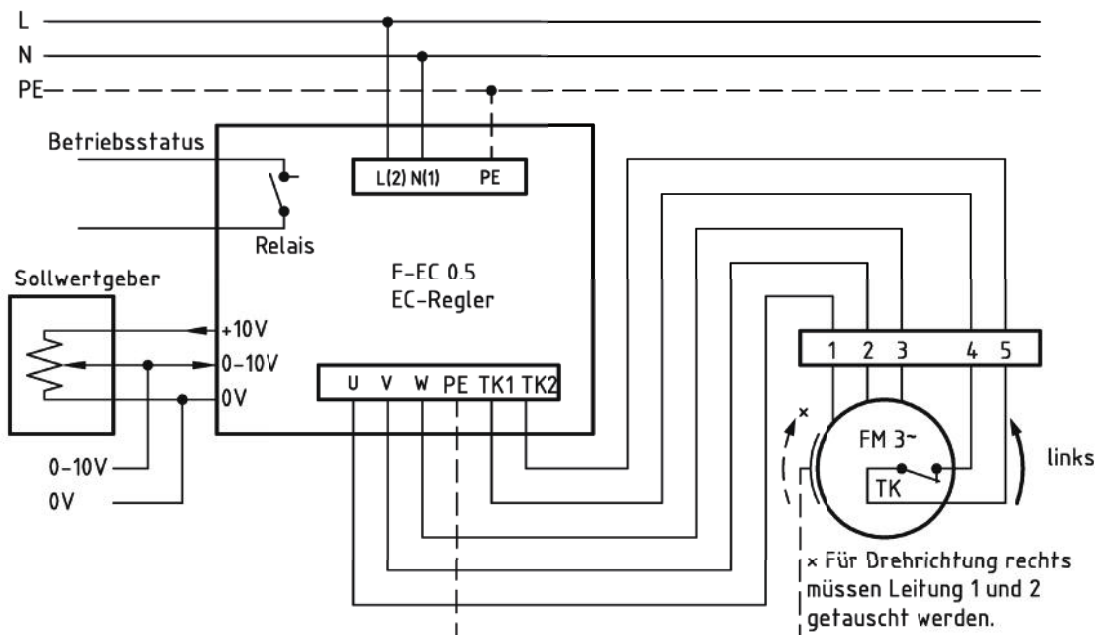 L
N
PE
Betriebsstatus
L(2) N(1) PE
Relais
E-EC 0.5
EC-Regler
Sollwertgeber
+10V
0-10V
0V
U V W PE TK1 TK2
0-10V
0V
1 2 3 4 5
×
FM 3~
TK
links
× Für Drehrichtung rechts
müssen Leitung 1 und 2
getauscht werden.